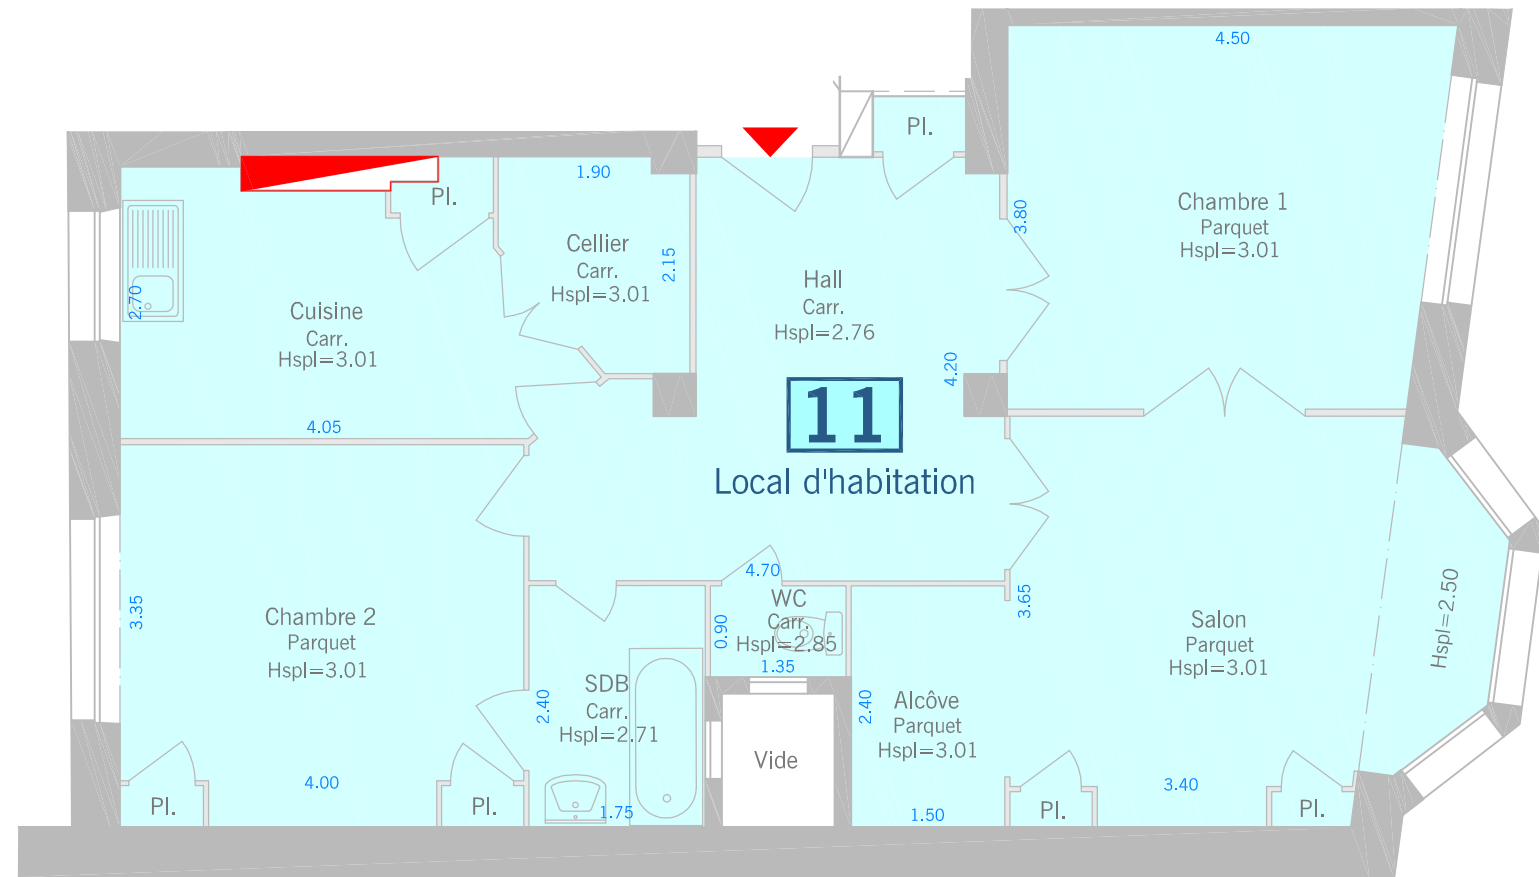 4.50
Pl.
1.90
Pl.
Chambre 1
Parquet
Hspl=3.01
3.80
Cellier
Carr.
Hspl=3.01
2.15
Hall
Carr.
Hspl=2.76
2.70
Cuisine
Carr.
Hspl=3.01
4.20
4.05
11
Local d'habitation
4.70
3.35
Chambre 2
Parquet
Hspl=3.01
WC
Carr.
Hspl=2.85
0.90
1.35
3.65
Salon
Parquet
Hspl=3.01
Hspl=2.50
SDB
Carr.
Hspl=2.71
2.40
Alcôve
Parquet
Hspl=3.01
2.40
Vide
4.00
3.40
Pl.
Pl.
1.75
1.50
Pl.
Pl.